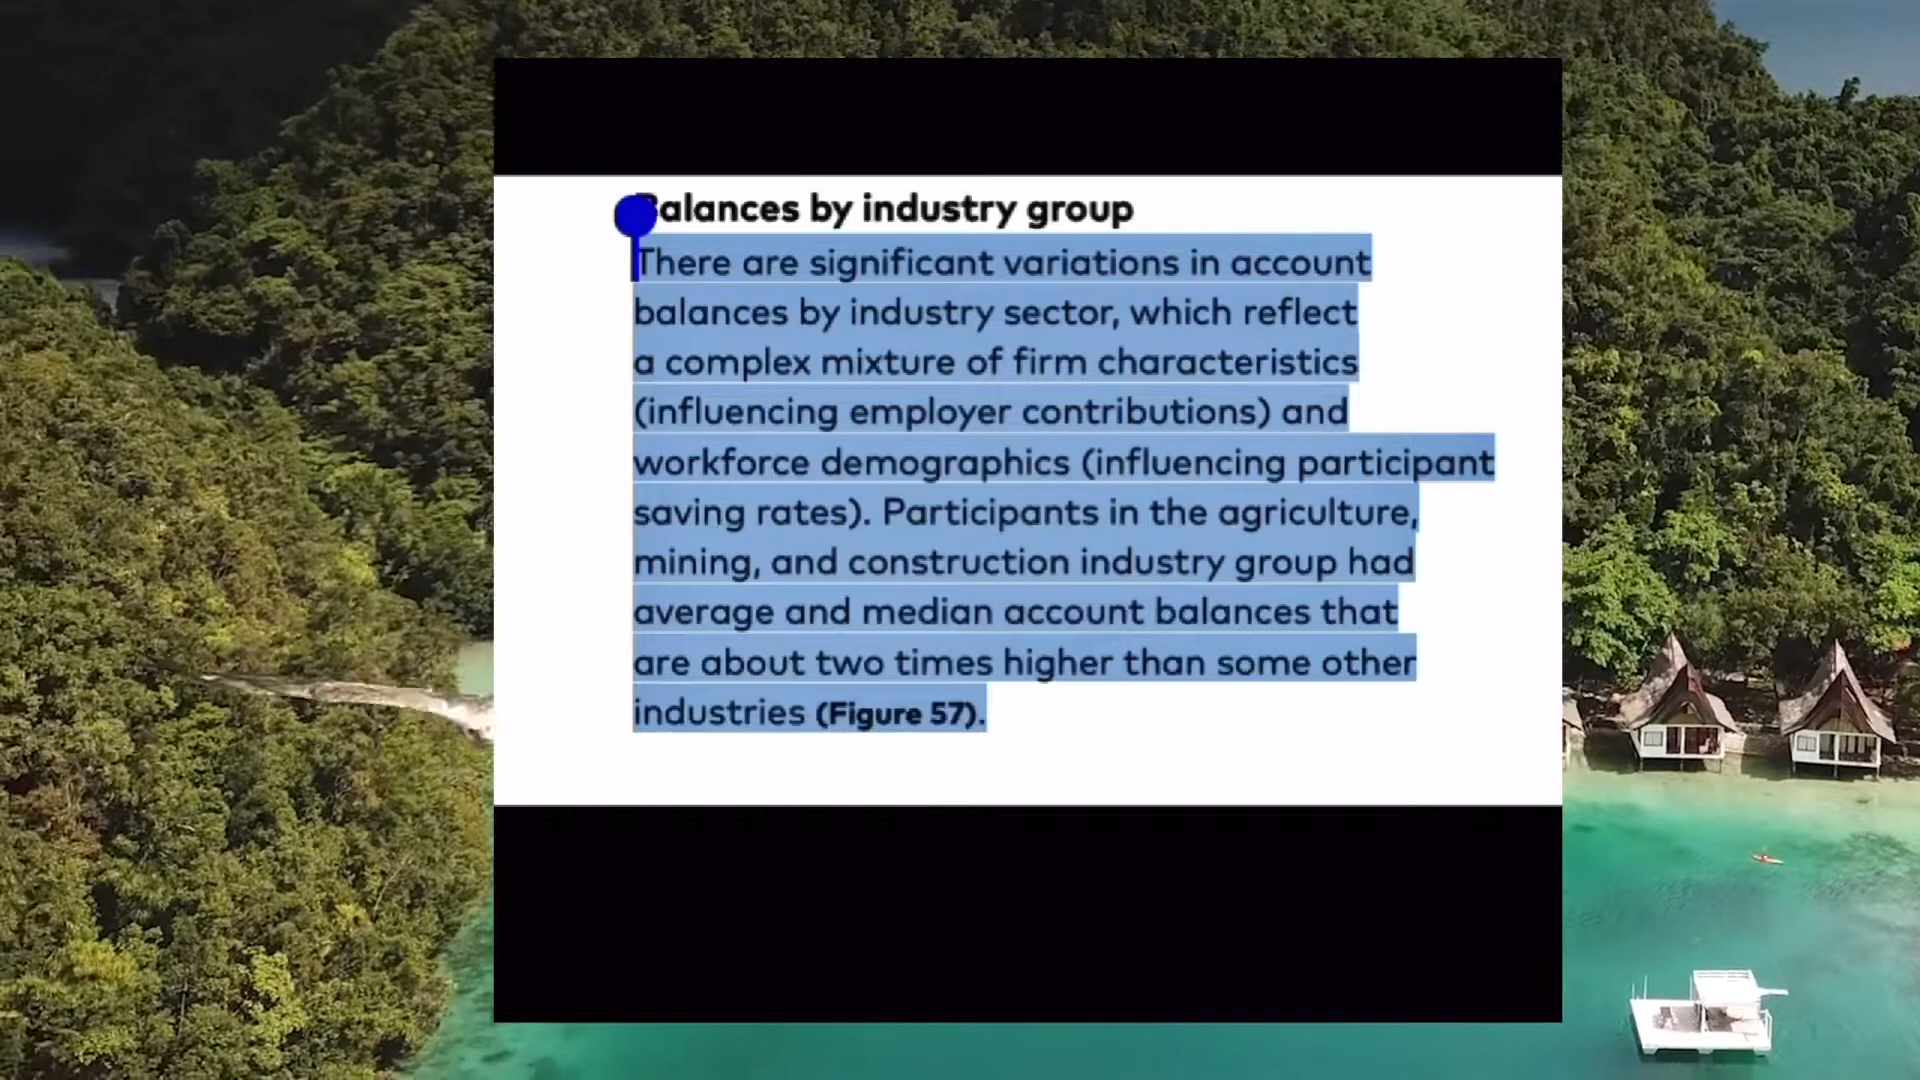 Balances by industry group
There are significant variations in account
balances by industry sector, which reflect
a complex mixture of firm characteristics
(influencing employer contributions) and
workforce demographics (influencing participant
saving rates). Participants in the agriculture,
mining, and construction industry group had
average and median account balances that
are about two times higher than some other
industries (Figure 57).